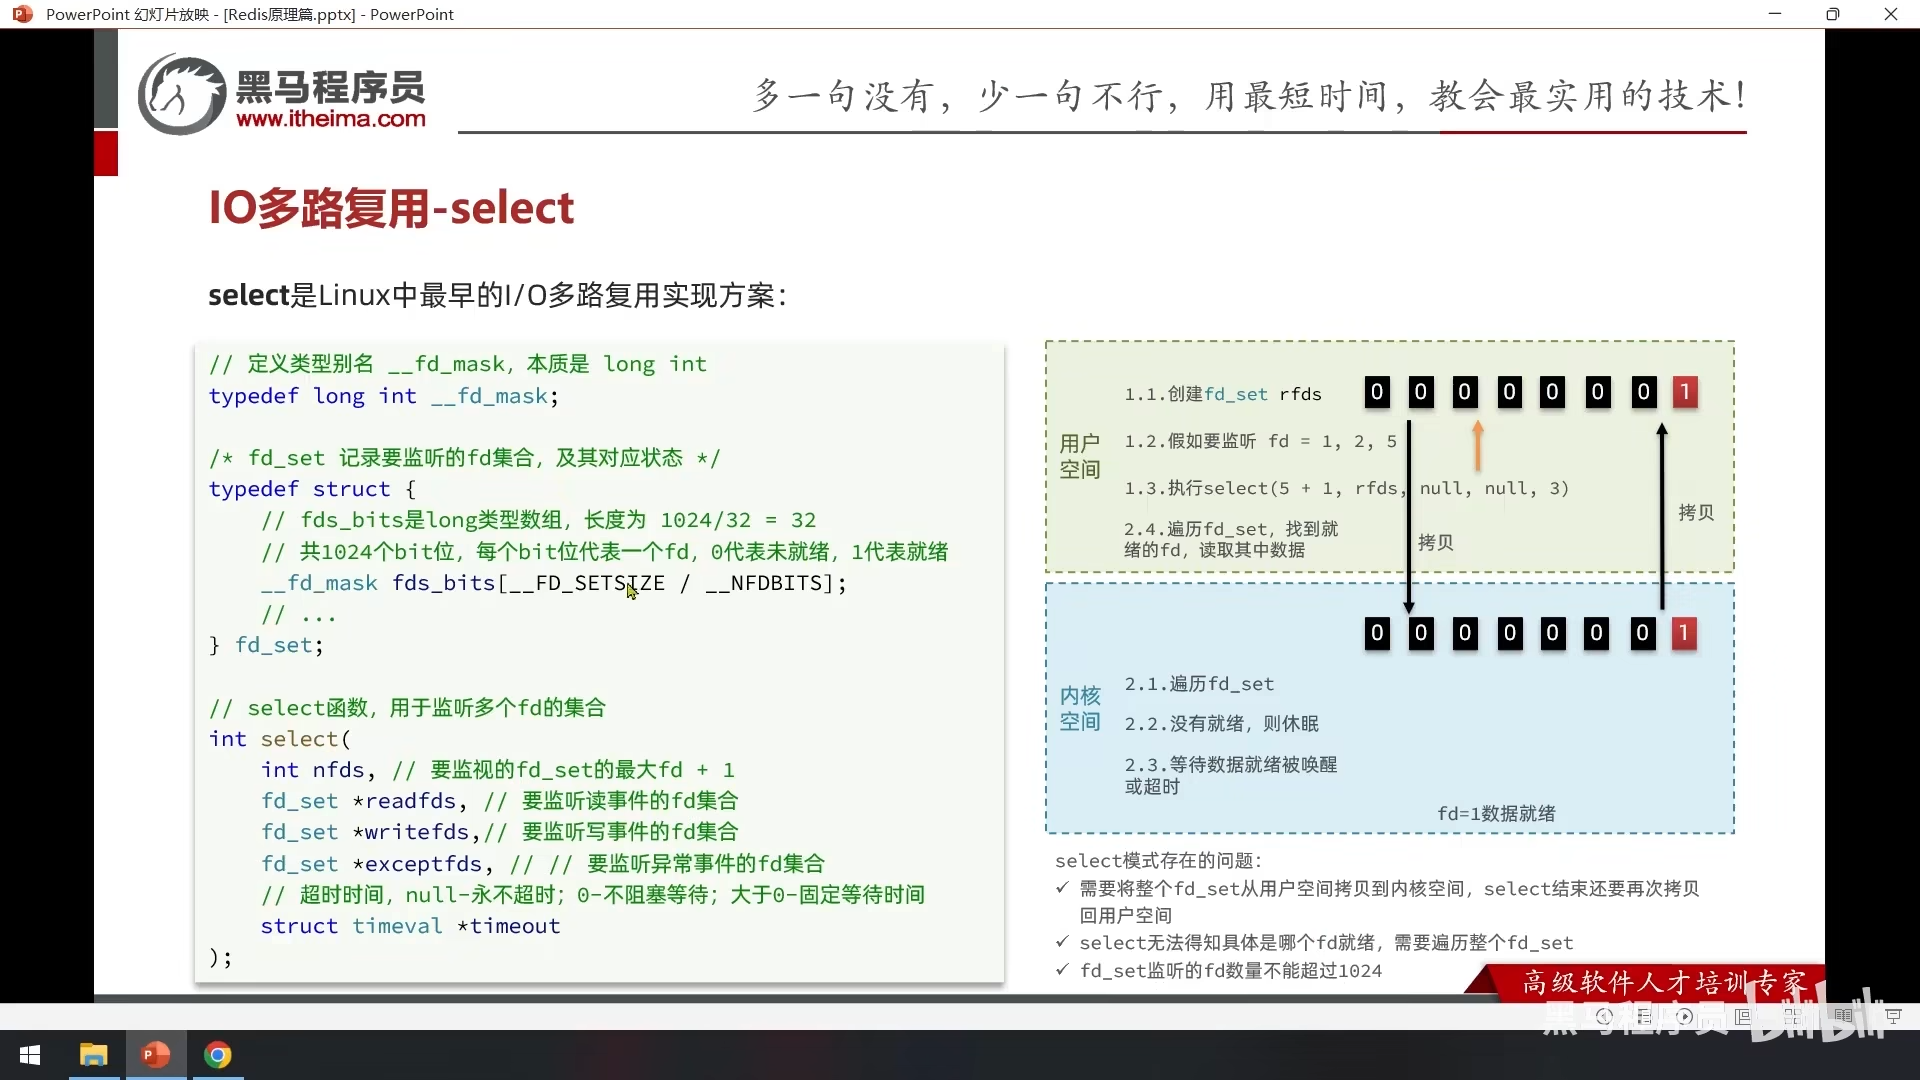 PowerPoint 幻灯片放映 - [Redis原理篇.pptx] - PowerPoint
黑马程序员
www.itheima.com
多一句没有，少一句不行，用最短时间，教会最实用的技术！
IO多路复用-select
select是Linux中最早的I/O多路复用实现方案：
// 定义类型别名 __fd_mask，本质是 long int
typedef long int __fd_mask;
/* fd_set 记录要监听的fd集合，及其对应状态 */
typedef struct {
// fds_bits是long类型数组，长度为 1024/32 = 32
// 共1024个bit位，每个bit位代表一个fd，0代表未就绪，1代表就绪
__fd_mask fds_bits[__FD_SETSIZE / __NFDBITS];
// ...
} fd_set;
// select函数，用于监听多个fd的集合
int select(
int nfds, // 要监视的fd_set的最大fd + 1
fd_set *readfds, // 要监听读事件的fd集合
fd_set *writefds,// 要监听写事件的fd集合
fd_set *exceptfds, // // 要监听异常事件的fd集合
// 超时时间，null-永不超时；0-不阻塞等待；大于0-固定等待时间
struct timeval *timeout
);
用户
空间
1.1.创建fd_set rfds
0 0 0 0 0 0 0 1
1.2.假如要监听 fd = 1, 2, 5
1.3.执行select(5 + 1, rfds, null, null, 3)
2.4.遍历fd_set，找到就
绪的fd，读取其中数据
拷贝
拷贝
0 0 0 0 0 0 0 1
内核
空间
2.1.遍历fd_set
2.2.没有就绪，则休眠
2.3.等待数据就绪被唤醒
或超时
fd=1数据就绪
select模式存在的问题：
✓ 需要将整个fd_set从用户空间拷贝到内核空间，select结束还要再次拷贝
回用户空间
✓ select无法得知具体是哪个fd就绪，需要遍历整个fd_set
✓ fd_set监听的fd数量不能超过1024
高级软件人才培训专家
黑马程序员 bilibili